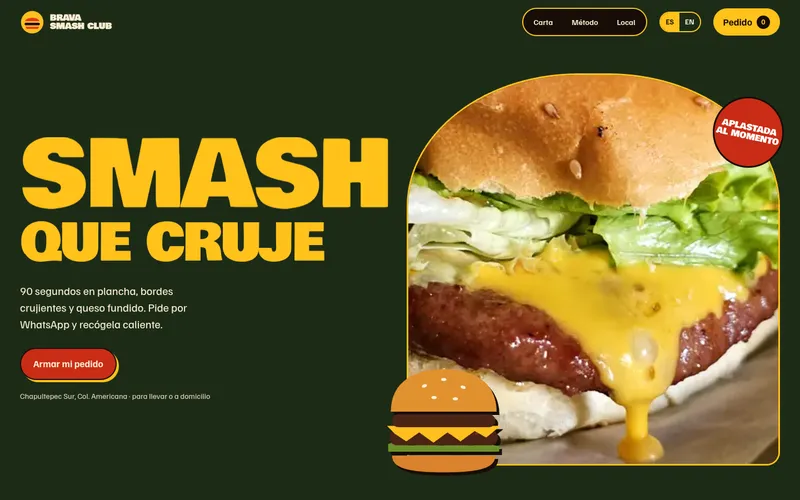 BRAVA
SMASH CLUB
Carta
Método
Local
ES
EN
Pedido
0
APLASTADA
AL MOMENTO
SMASH
QUE CRUJE
90 segundos en plancha, bordes
crujientes y queso fundido. Pide por
WhatsApp y recógela caliente.
Armar mi pedido
Chapultepec Sur, Col. Americana · para llevar o a domicilio